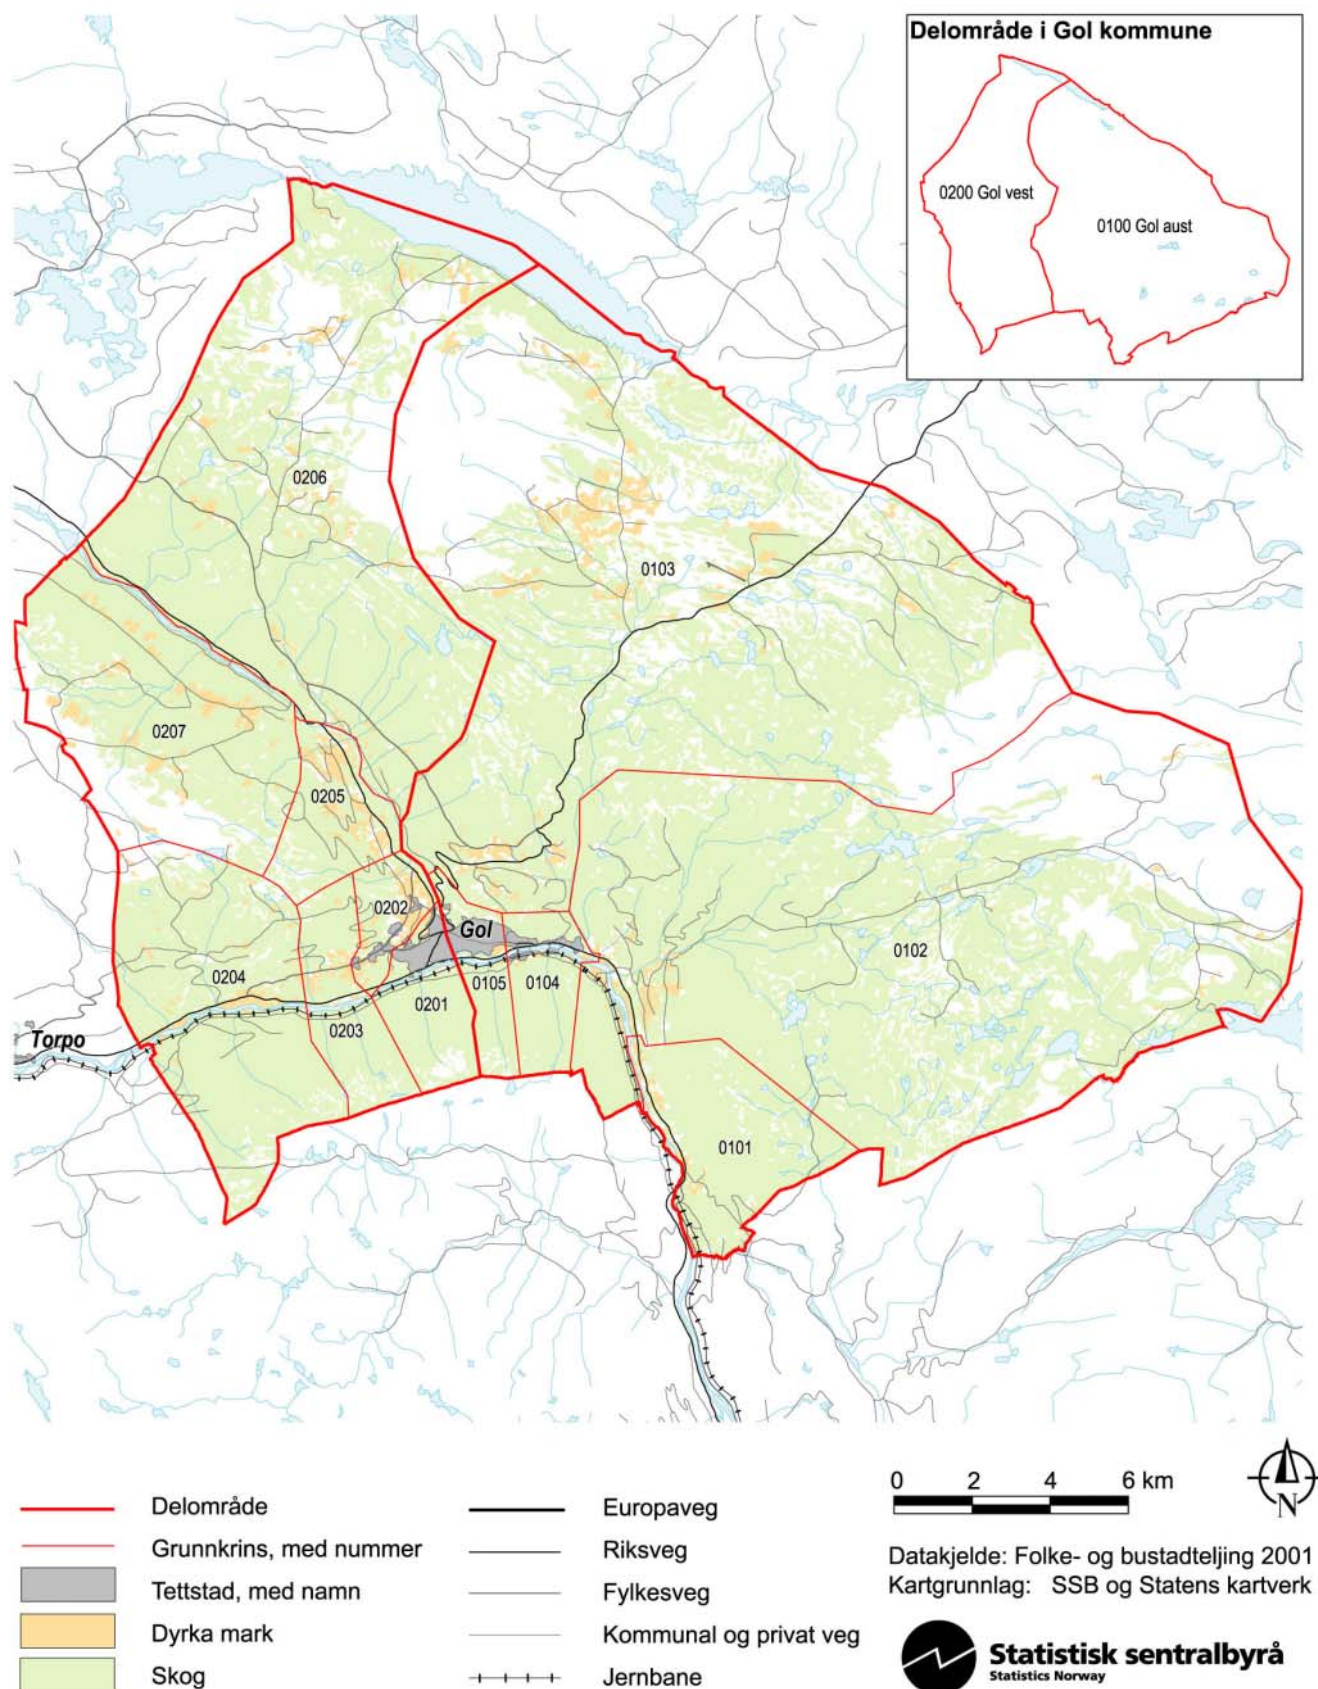 Delområde i Gol kommune
0200 Gol vest
0100 Gol aust
0206
0103
0207
0205
0202
Gol
0102
0204
0105
0104
0201
0203
Torpo
0101
Delområde
Grunnkrins, med nummer
Tettstad, med namn
Dyrka mark
Skog
Europaveg
Riksveg
Fylkesveg
Kommunal og privat veg
Jernbane
0 2 4 6 km
N
Datakjelde: Folke- og bustadteljing 2001
Kartgrunnlag: SSB og Statens kartverk
Statistisk sentralbyrå
Statistics Norway